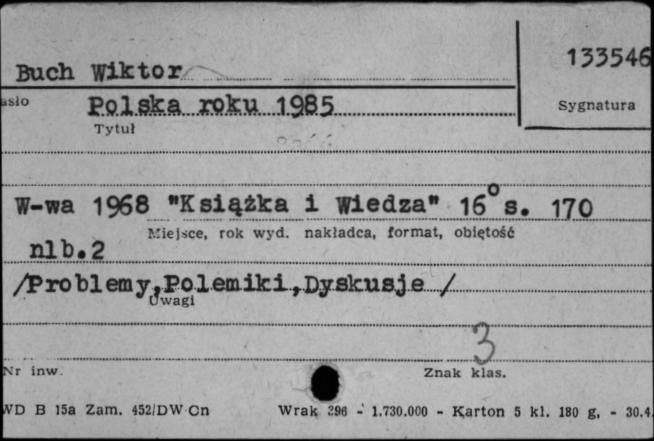 Buch Wiktor
133546
asło
Polska roku 1985
Sygnatura
Tytuł
W-wa 1968 "Książka i Wiedza" 16° s. 170
Miejsce, rok wyd. nakładca, format, obiętość
nlb.2
/Problemy,Polemiki,Dyskusje /
Uwagi
3
Nr inw.
Znak klas.
WD B 15a Zam. 452/DW Cn Wrak 296 - 1.730.000 - Karton 5 kl. 180 g, - 30.4